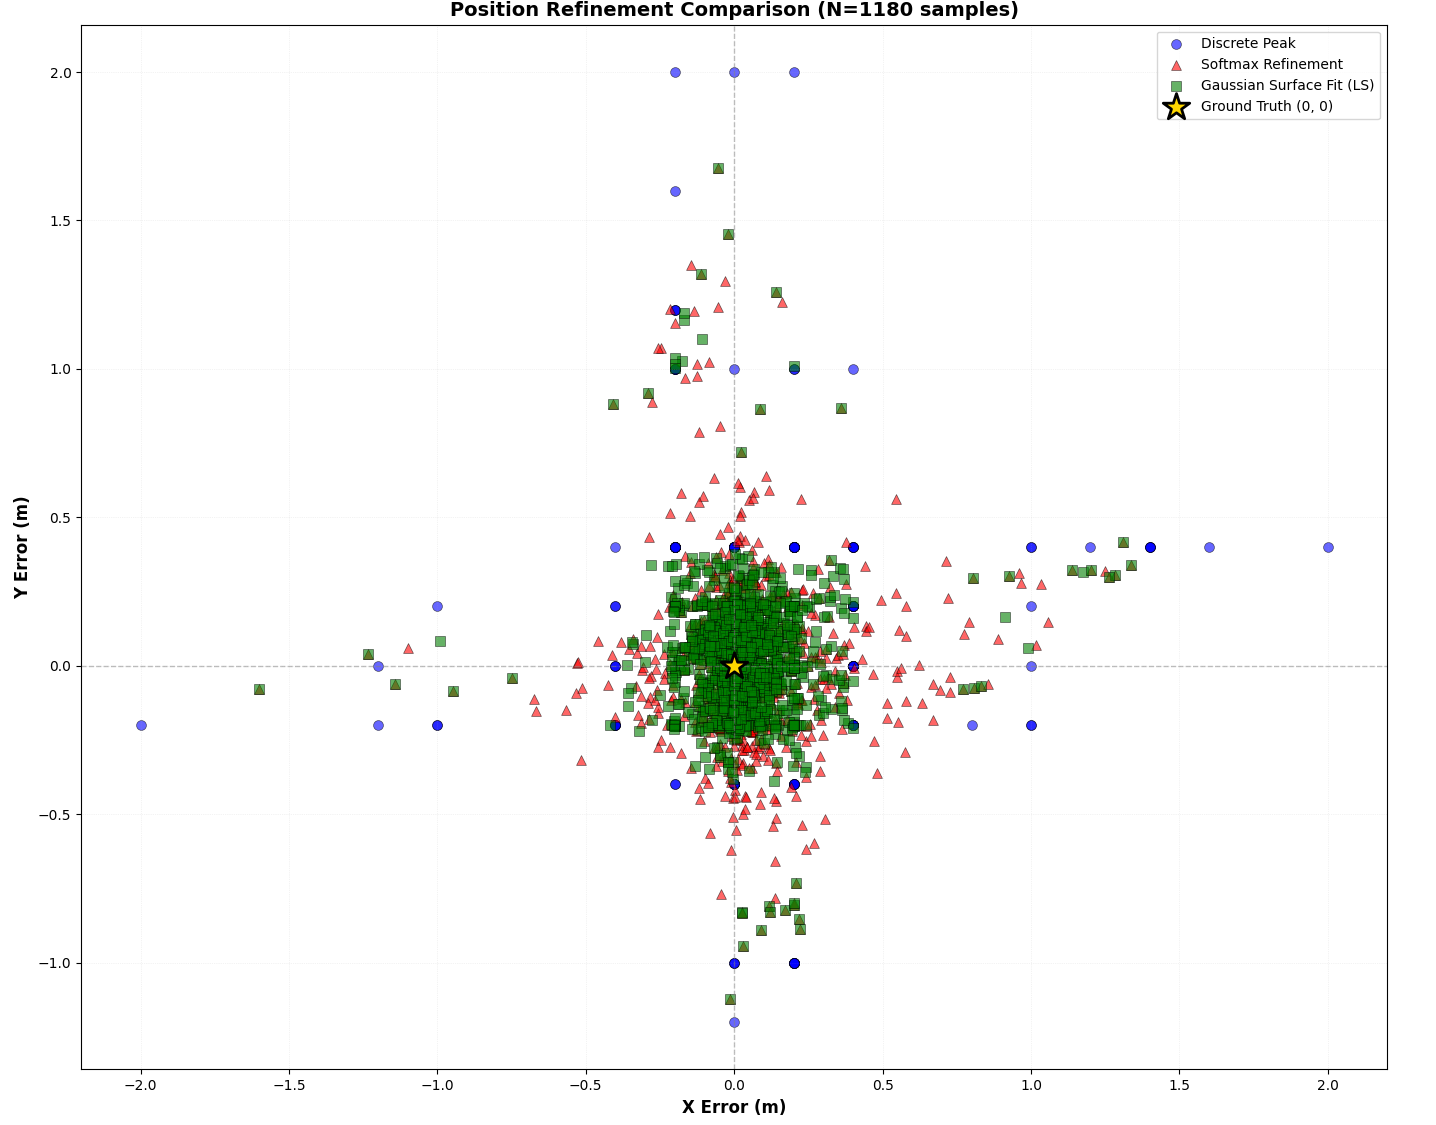 Position Refinement Comparison (N=1180 samples)
Discrete Peak
Softmax Refinement
Gaussian Surface Fit (LS)
Ground Truth (0, 0)
2.0
1.5
1.0
0.5
0.0
−0.5
−1.0
Y Error (m)
−2.0 −1.5 −1.0 −0.5 0.0 0.5 1.0 1.5 2.0
X Error (m)